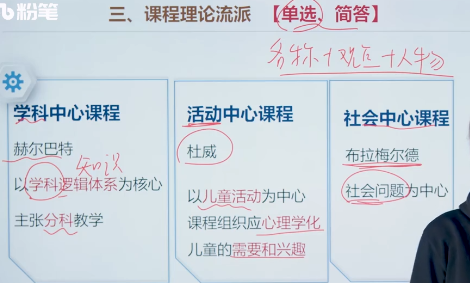 粉笔
三、课程理论流派 【单选、简答】
名称+观点+人物
学科中心课程
赫尔巴特
知识
以学科逻辑体系为核心
主张分科教学
活动中心课程
杜威
以儿童活动为中心
课程组织应心理学化
儿童的需要和兴趣
社会中心课程
布拉梅尔德
社会问题为中心